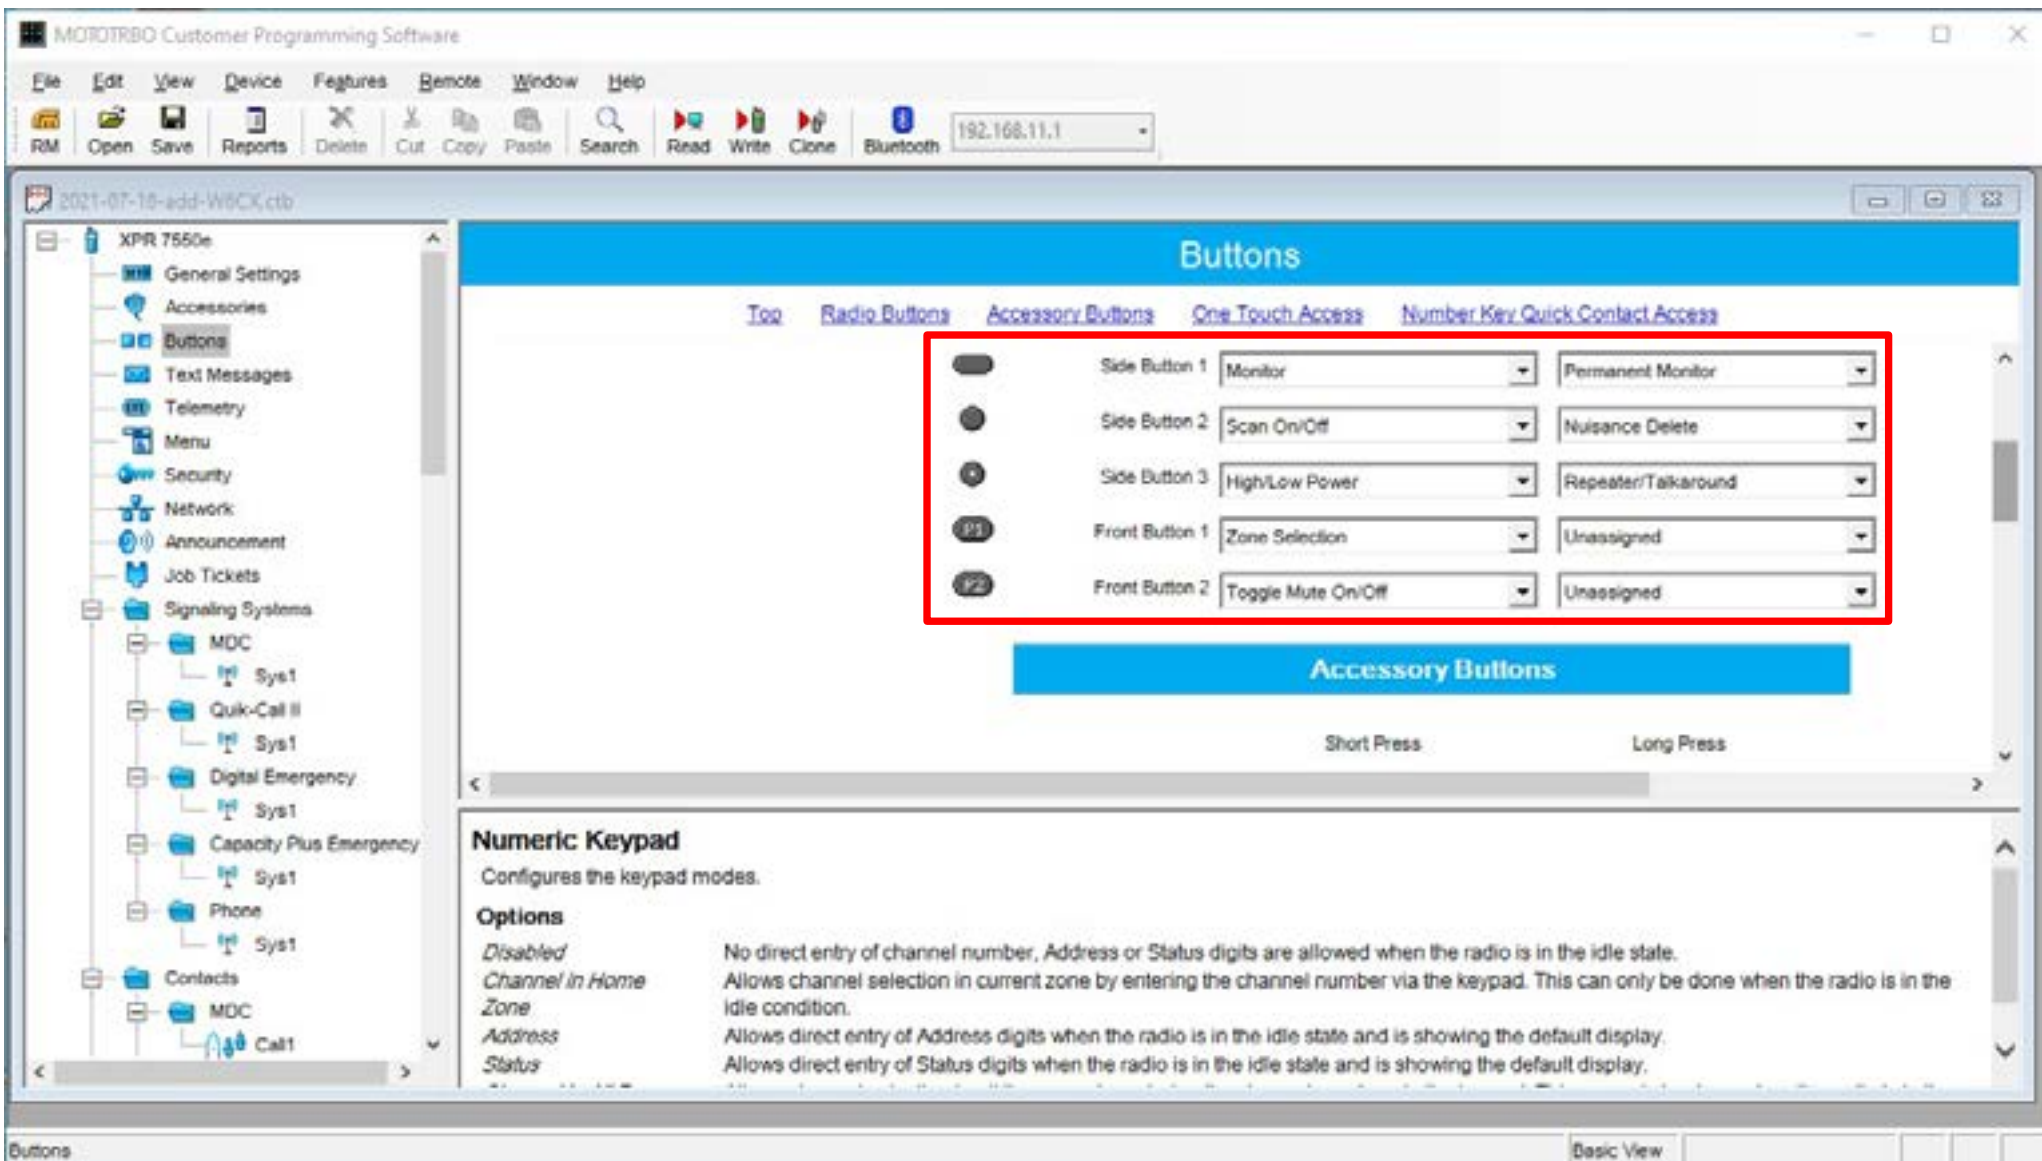 MOTOTRBO Customer Programming Software
File Edit View Device Features Remote Window Help
RM Open Save Reports Delete Cut Copy Paste Search Read Write Clone Bluetooth 192.168.11.1
2021-07-18-add-W6CX.ctb
XPR 7550e
General Settings
Accessories
Buttons
Text Messages
Telemetry
Menu
Security
Network
Announcement
Job Tickets
Signaling Systems
MDC
Sys1
Quik-Call II
Sys1
Digital Emergency
Sys1
Capacity Plus Emergency
Sys1
Phone
Sys1
Contacts
MDC
Call1
Buttons
Top Radio Buttons Accessory Buttons One Touch Access Number Key Quick Contact Access
Side Button 1 Monitor Permanent Monitor
Side Button 2 Scan On/Off Nuisance Delete
Side Button 3 High/Low Power Repeater/Talkaround
P1 Front Button 1 Zone Selection Unassigned
P2 Front Button 2 Toggle Mute On/Off Unassigned
Accessory Buttons
Short Press Long Press
Numeric Keypad
Configures the keypad modes.
Options
Disabled No direct entry of channel number, Address or Status digits are allowed when the radio is in the idle state.
Channel in Home Allows channel selection in current zone by entering the channel number via the keypad. This can only be done when the radio is in the
Zone idle condition.
Address Allows direct entry of Address digits when the radio is in the idle state and is showing the default display.
Status Allows direct entry of Status digits when the radio is in the idle state and is showing the default display.
Buttons Basic View